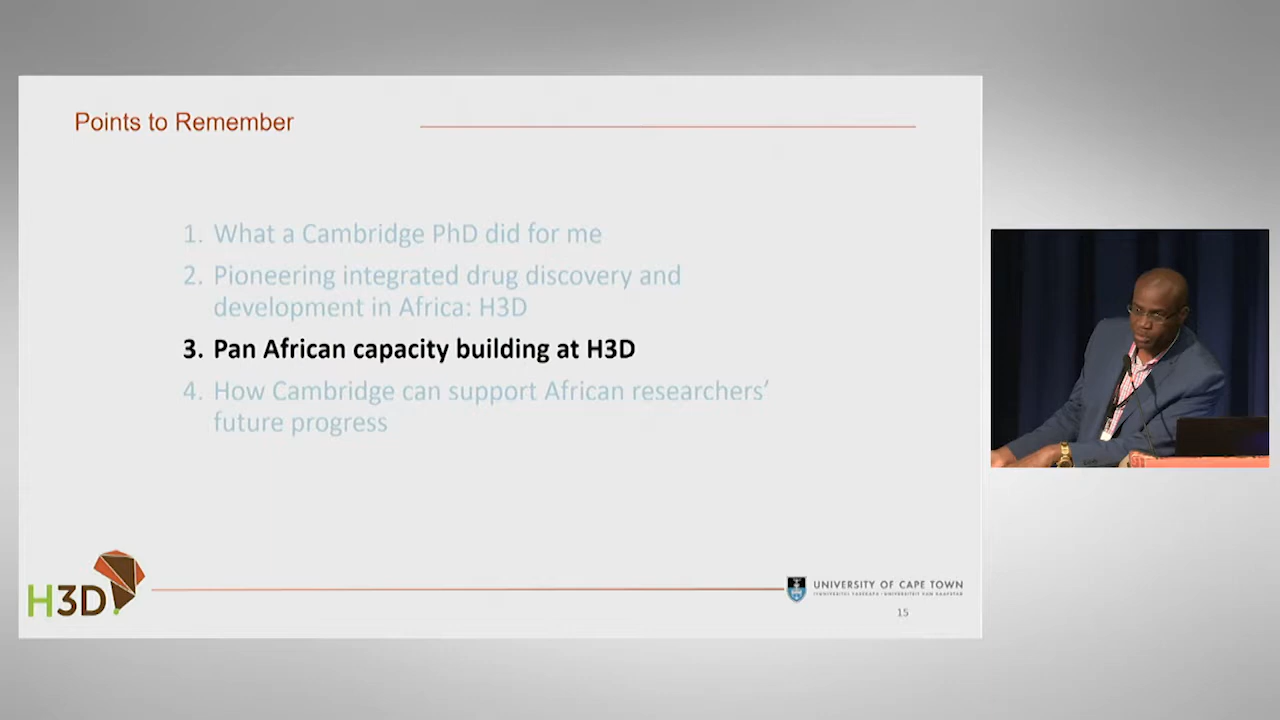 Points to Remember
1. What a Cambridge PhD did for me
2. Pioneering integrated drug discovery and
development in Africa: H3D
3. Pan African capacity building at H3D
4. How Cambridge can support African researchers'
future progress
H3D
UNIVERSITY OF CAPE TOWN
15